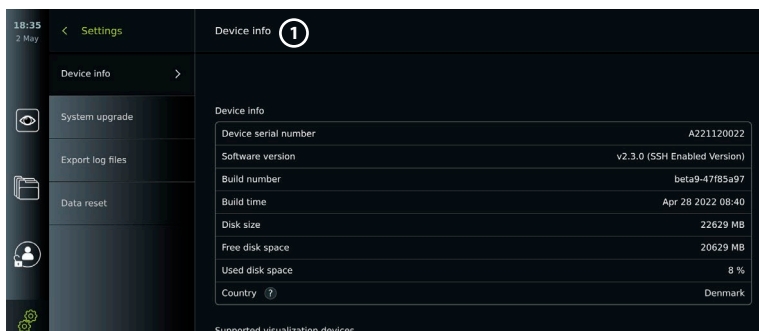 18:35
2 May
Settings
Device info
1
Device info
System upgrade
Export log files
Data reset
Device info
Device serial number A221120022
Software version v2.3.0 (SSH Enabled Version)
Build number beta9-47f85a97
Build time Apr 28 2022 08:40
Disk size 22629 MB
Free disk space 20629 MB
Used disk space 8 %
Country ? Denmark
Supported visualization devices